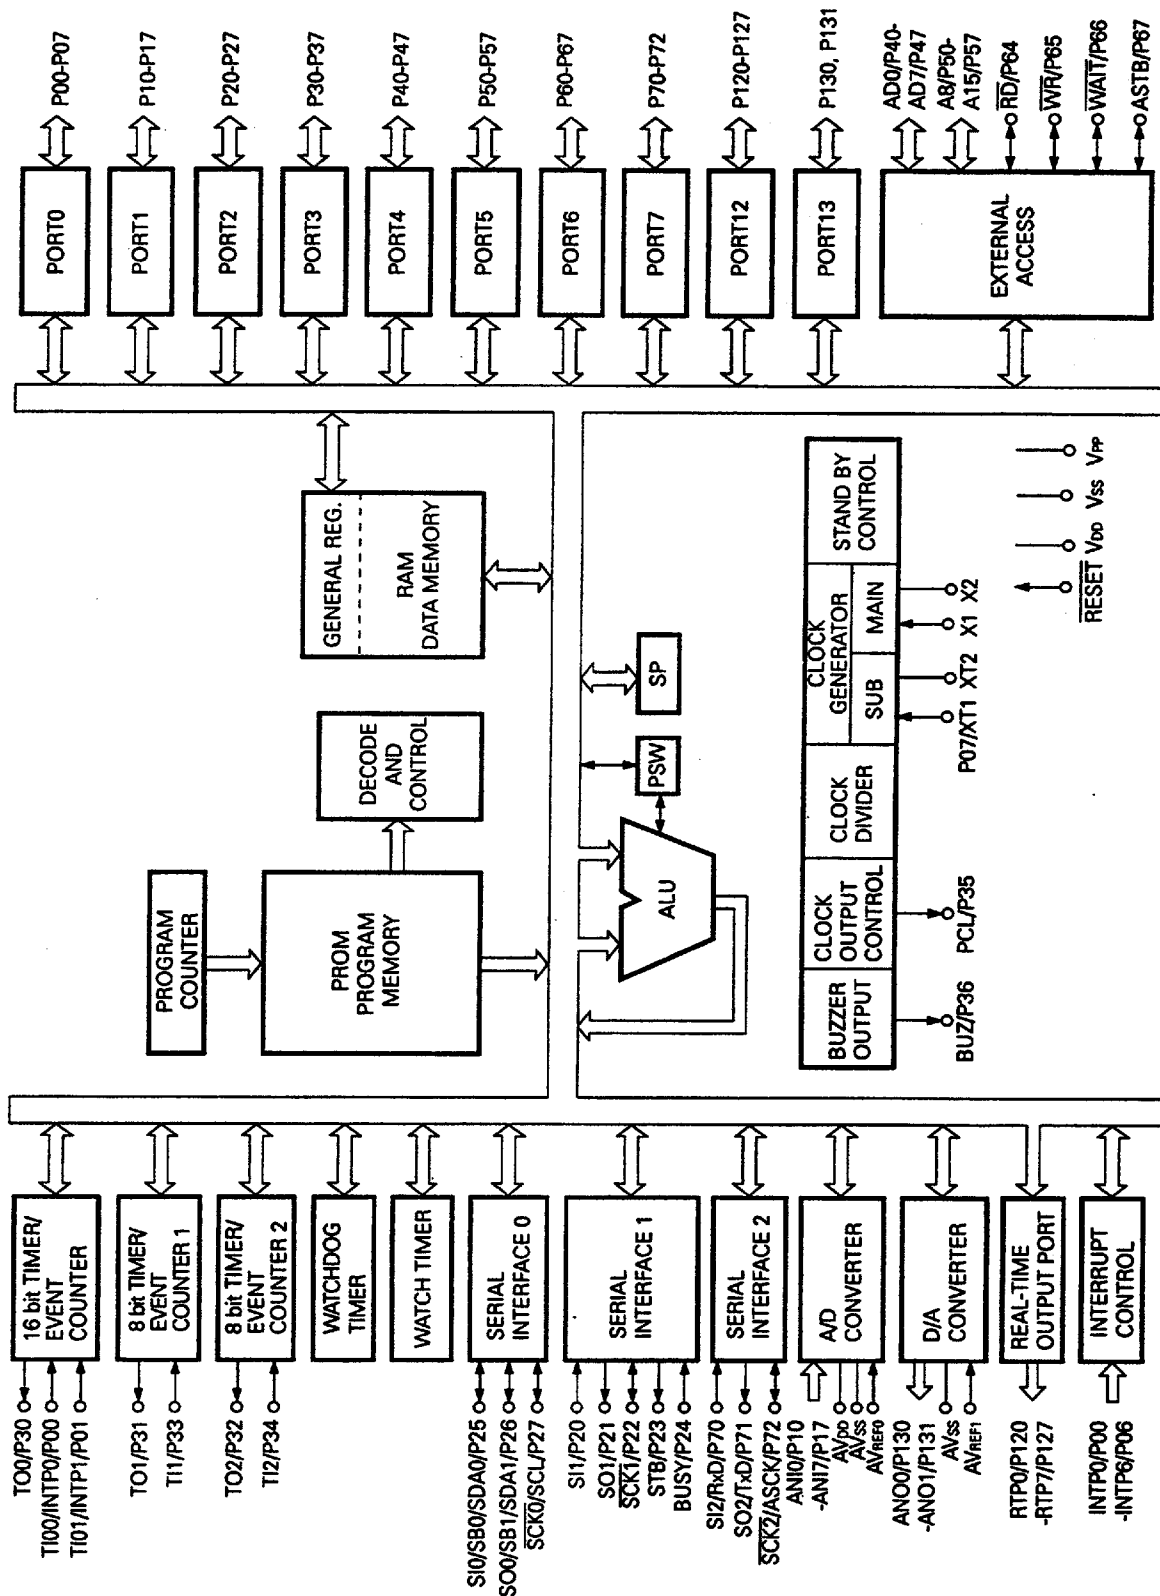 TO0/P30
TI00/INTP0/P00
TI01/INTP1/P01
16 bit TIMER/
EVENT
COUNTER
TO1/P31
TI1/P33
8 bit TIMER/
EVENT
COUNTER 1
TO2/P32
TI2/P34
8 bit TIMER/
EVENT
COUNTER 2
WATCHDOG
TIMER
WATCH TIMER
SI0/SB0/SDA0/P25
SO0/SB1/SDA1/P26
SCK0/SCL/P27
SERIAL
INTERFACE 0
SI1/P20
SO1/P21
SCK1/P22
STB/P23
BUSY/P24
SERIAL
INTERFACE 1
SI2/RxD/P70
SO2/TxD/P71
SCK2/ASCK/P72
SERIAL
INTERFACE 2
ANI0/P10
-ANI7/P17
AVDD
AVSS
AVREF0
A/D
CONVERTER
ANO0/P130
-ANO1/P131
AVSS
AVREF1
D/A
CONVERTER
RTP0/P120
-RTP7/P127
REAL-TIME
OUTPUT PORT
INTP0/P00
-INTP6/P06
INTERRUPT
CONTROL
PROGRAM
COUNTER
PROM
PROGRAM
MEMORY
DECODE
AND
CONTROL
GENERAL REG.
RAM
DATA MEMORY
ALU
PSW
SP
BUZZER
OUTPUT
CLOCK
OUTPUT
CONTROL
CLOCK
DIVIDER
CLOCK
GENERATOR
SUB
MAIN
STAND BY
CONTROL
BUZ/P36
PCL/P35
P07/XT1
XT2
X1
X2
RESET
VDD
VSS
VPP
PORT0
P00-P07
PORT1
P10-P17
PORT2
P20-P27
PORT3
P30-P37
PORT4
P40-P47
PORT5
P50-P57
PORT6
P60-P67
PORT7
P70-P72
PORT12
P120-P127
PORT13
P130, P131
EXTERNAL
ACCESS
AD0/P40-
AD7/P47
A8/P50-
A15/P57
RD/P64
WR/P65
WAIT/P66
ASTB/P67